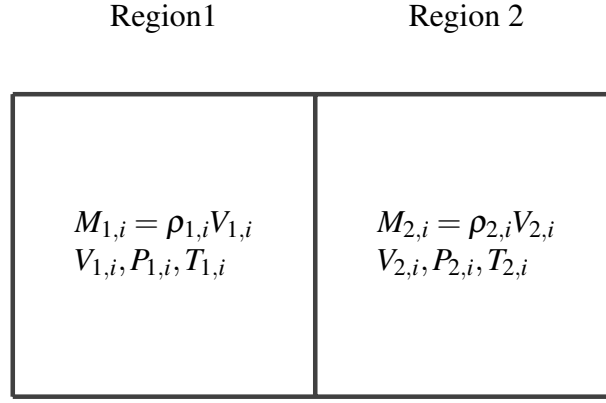 Region1
Region 2
M₁,ᵢ = ρ₁,ᵢV₁,ᵢ
V₁,ᵢ, P₁,ᵢ, T₁,ᵢ
M₂,ᵢ = ρ₂,ᵢV₂,ᵢ
V₂,ᵢ, P₂,ᵢ, T₂,ᵢ